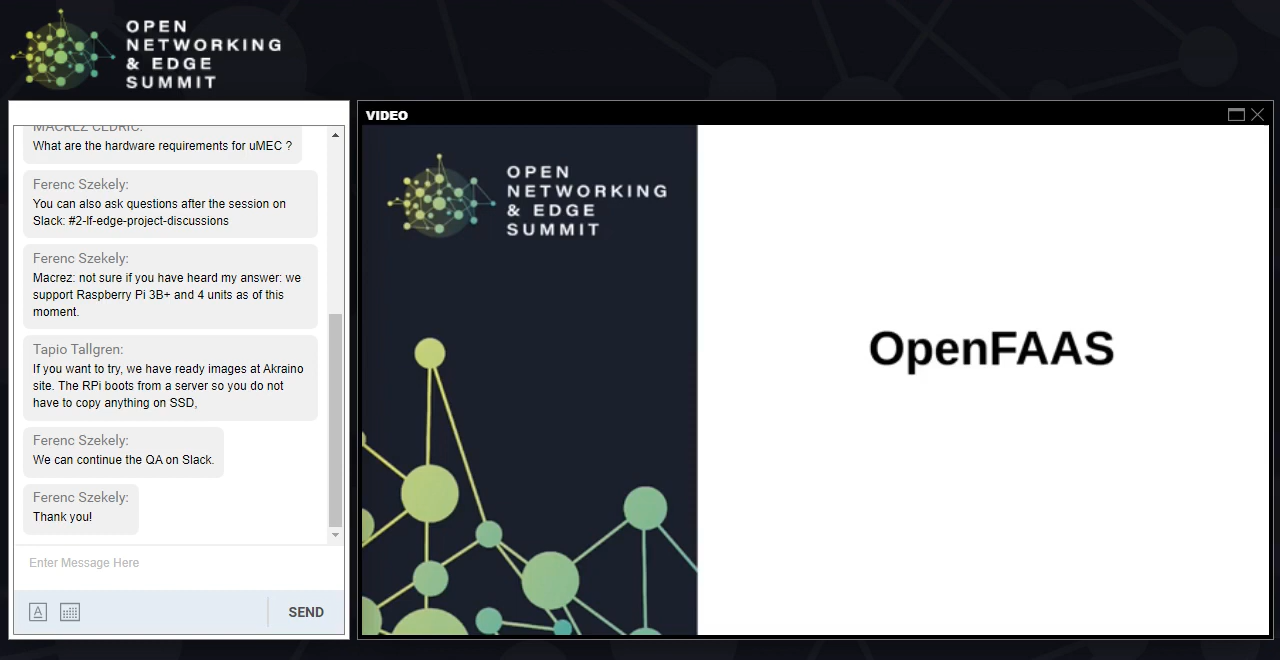 OPEN
NETWORKING
& EDGE
SUMMIT
MACREZ CEDRIC:
What are the hardware requirements for uMEC ?
Ferenc Szekely:
You can also ask questions after the session on
Slack: #2-lf-edge-project-discussions
Ferenc Szekely:
Macrez: not sure if you have heard my answer: we
support Raspberry Pi 3B+ and 4 units as of this
moment.
Tapio Tallgren:
If you want to try, we have ready images at Akraino
site. The RPi boots from a server so you do not
have to copy anything on SSD,
Ferenc Szekely:
We can continue the QA on Slack.
Ferenc Szekely:
Thank you!
Enter Message Here
A
SEND
VIDEO
OPEN
NETWORKING
& EDGE
SUMMIT
OpenFAAS